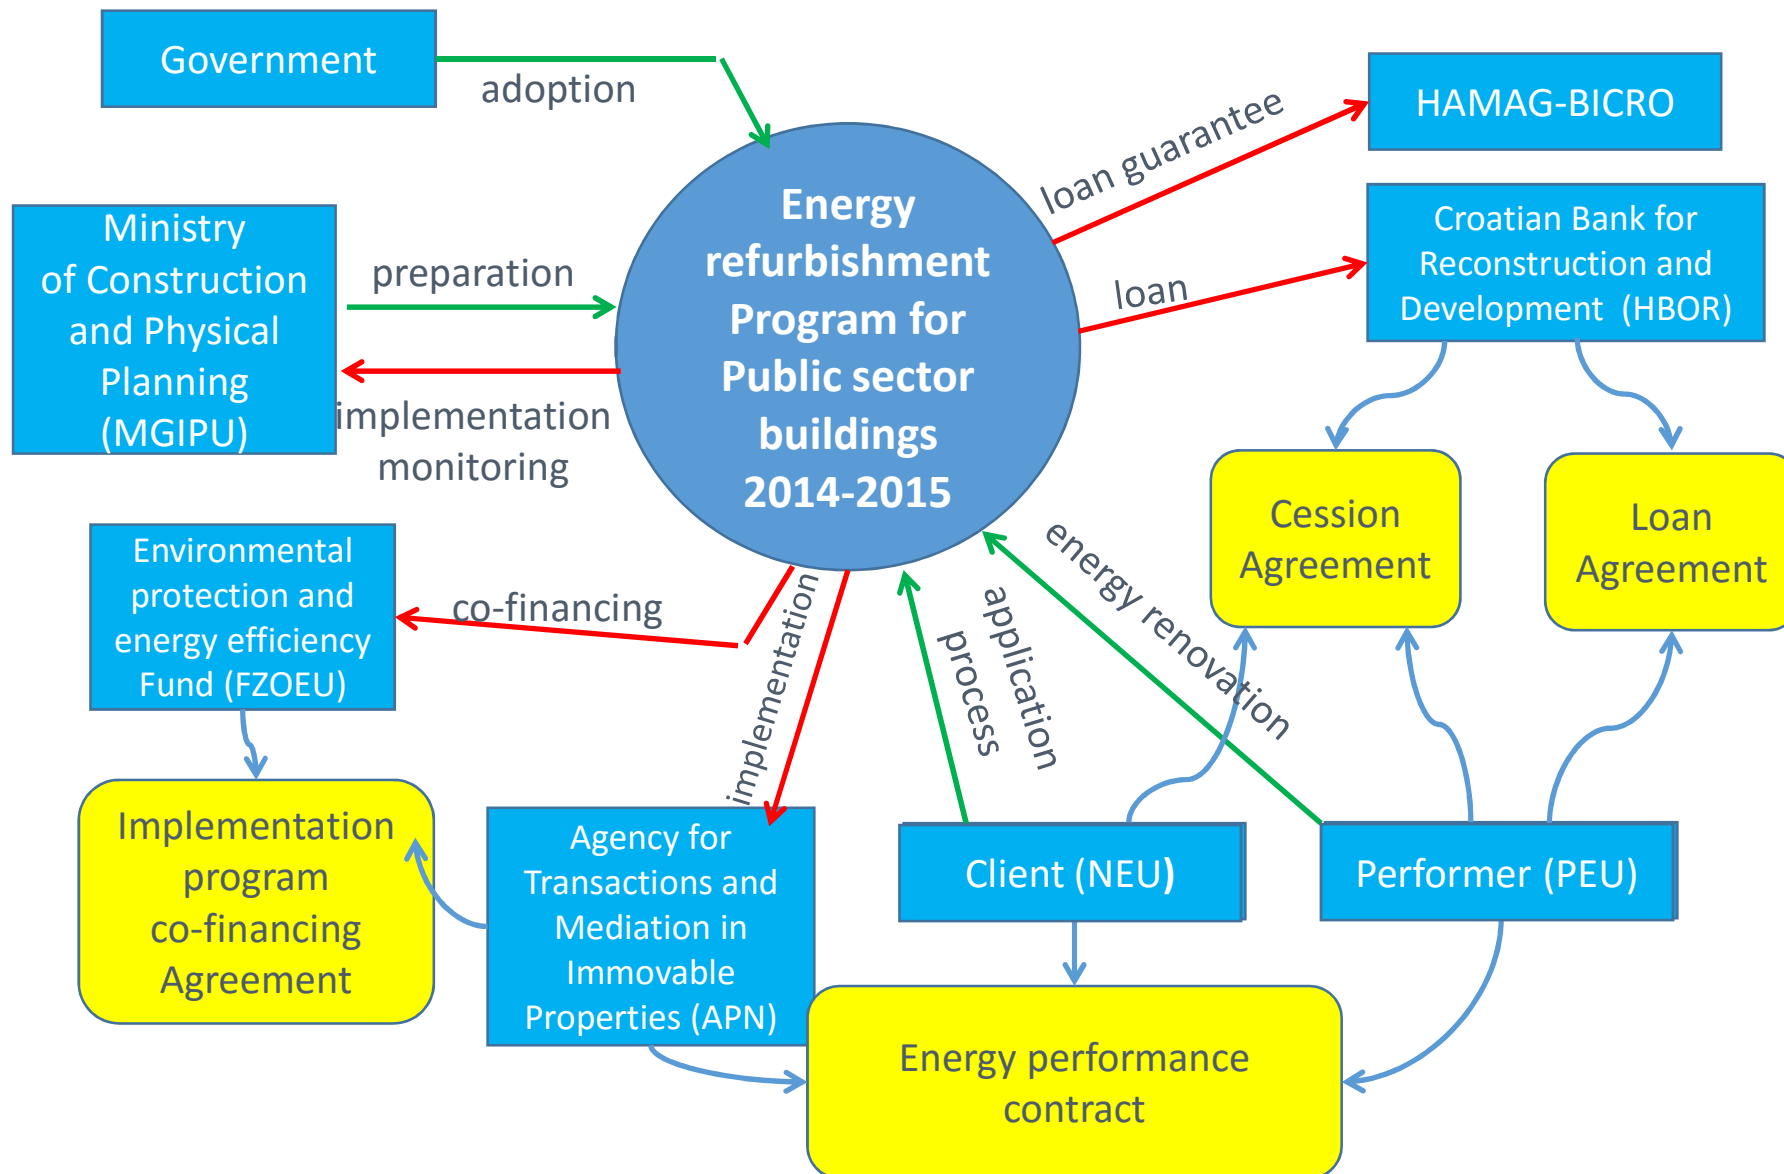 Government
adoption
HAMAG-BICRO
loan guarantee
Ministry
of Construction
and Physical
Planning
(MGIPU)
preparation
implementation
monitoring
Energy
refurbishment
Program for
Public sector
buildings
2014-2015
loan
Croatian Bank for
Reconstruction and
Development (HBOR)
Cession
Agreement
Loan
Agreement
Environmental
protection and
energy efficiency
Fund (FZOEU)
co-financing
implementation
application
process
energy renovation
Implementation
program
co-financing
Agreement
Agency for
Transactions and
Mediation in
Immovable
Properties (APN)
Client (NEU)
Performer (PEU)
Energy performance
contract